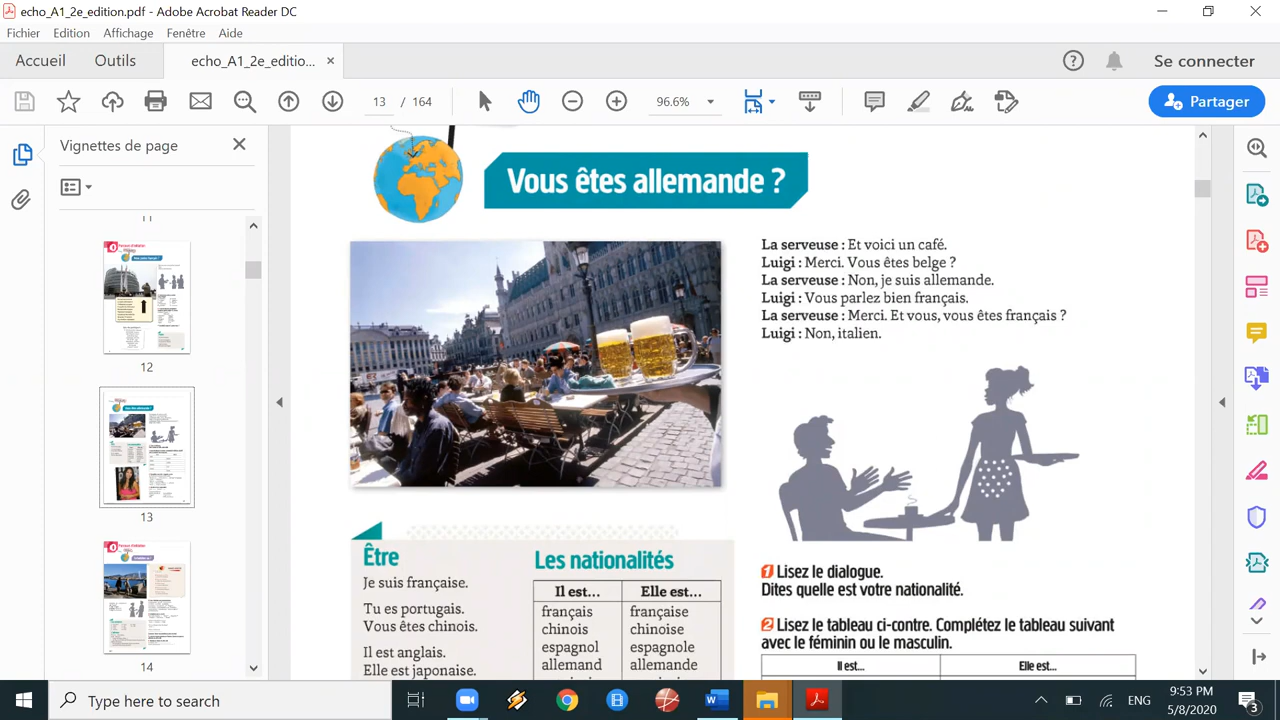 echo_A1_2e_edition.pdf - Adobe Acrobat Reader DC
Fichier Edition Affichage Fenêtre Aide
Accueil Outils echo_A1_2e_editio... Se connecter
13 / 164 96.6% Partager
Vignettes de page
12
13
14
Vous êtes allemande ?
La serveuse : Et voici un café.
Luigi : Merci. Vous êtes belge ?
La serveuse : Non, je suis allemande.
Luigi : Vous parlez bien français.
La serveuse : Merci. Et vous, vous êtes français ?
Luigi : Non, italien.
Être
Je suis française.
Tu es portugais.
Vous êtes chinois.
Il est anglais.
Elle est japonaise.
Les nationalités
Il est... Elle est...
français française
chinois chinoise
espagnol espagnole
allemand allemande
1 Lisez le dialogue.
Dites quelle est votre nationalité.
2 Lisez le tableau ci-contre. Complétez le tableau suivant
avec le féminin ou le masculin.
Il est... Elle est...
Type here to search
ENG
9:53 PM
5/8/2020
3